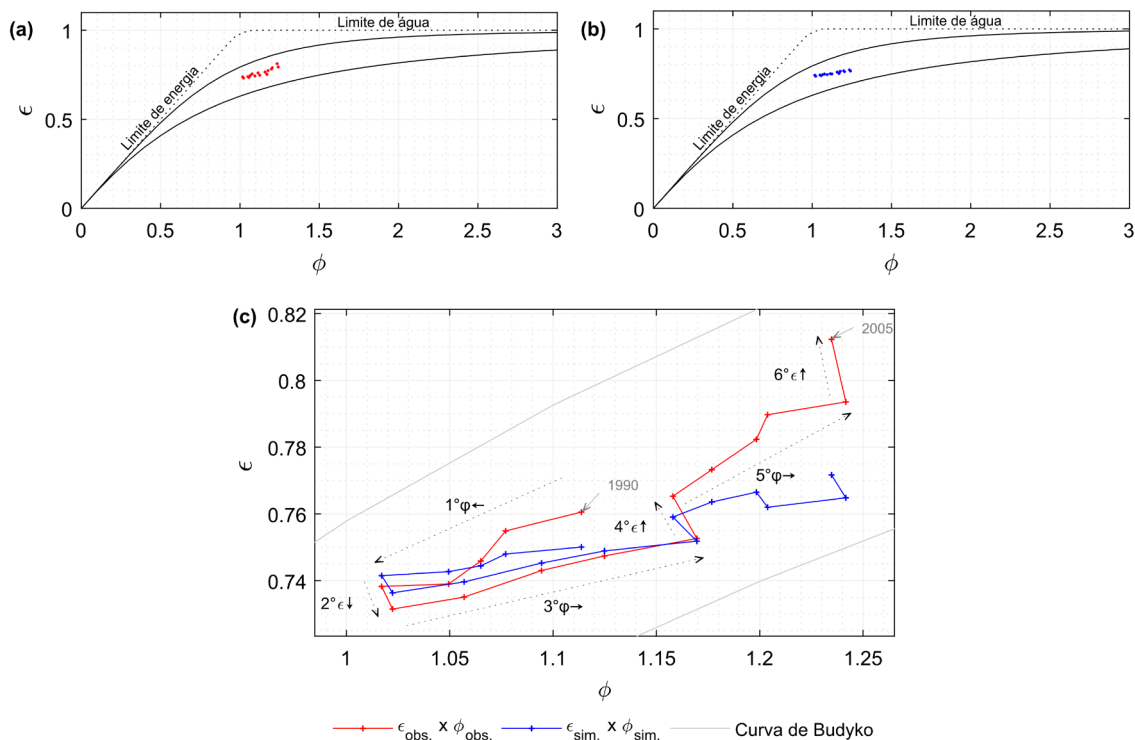 (a)
1
0.5
0
ϵ
Limite de energia
Limite de água
0 0.5 1 1.5 2 2.5 3
ϕ
(b)
1
0.5
0
ϵ
Limite de energia
Limite de água
0 0.5 1 1.5 2 2.5 3
ϕ
(c)
0.82
0.8
0.78
0.76
0.74
ϵ
2005
6°ϵ↑
5°φ→
1990
1°φ←
4°ϵ↑
2°ϵ↓
3°φ→
1 1.05 1.1 1.15 1.2 1.25
ϕ
ϵobs. x ϕobs. ϵsim. x ϕsim. Curva de Budyko